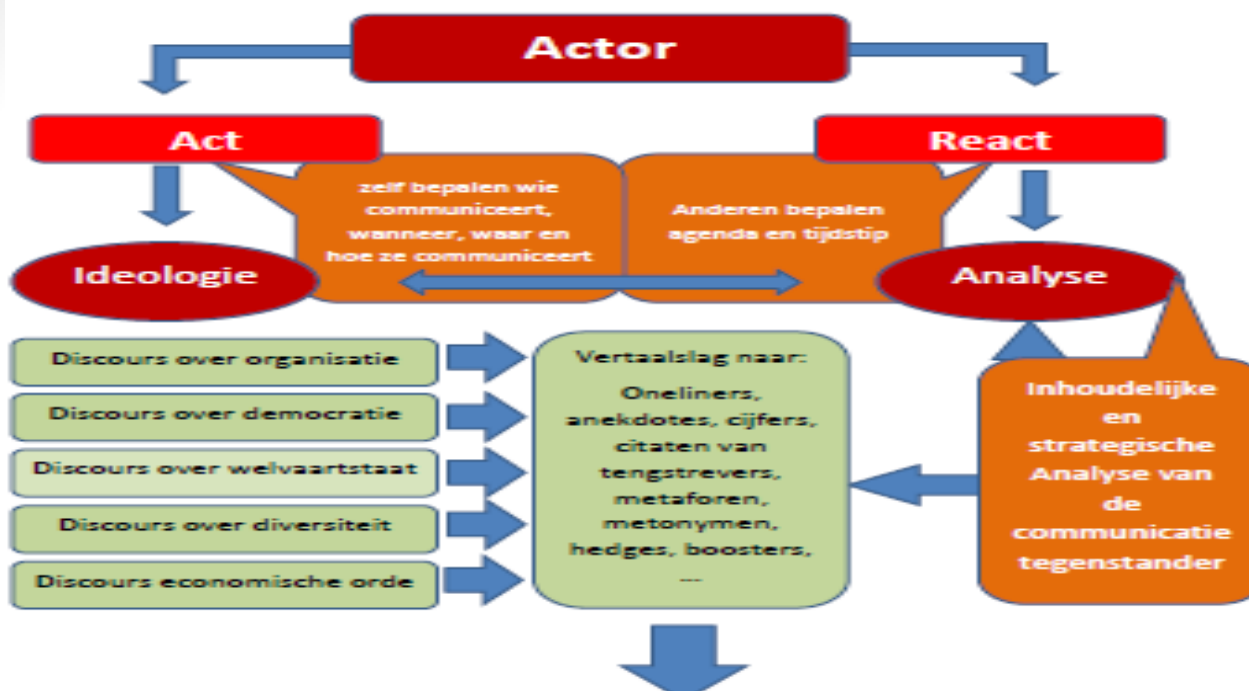 Actor
Act
React
zelf bepalen wie
communiceert,
wanneer, waar en
hoe ze communiceert
Anderen bepalen
agenda en tijdstip
Ideologie
Analyse
Discours over organisatie
Discours over democratie
Discours over welvaartstaat
Discours over diversiteit
Discours economische orde
Vertaalslag naar:
Oneliners,
anekdotes, cijfers,
citaten van
tengstrevers,
metaforen,
metonymen,
hedges, boosters,
...
Inhoudelijke
en
strategische
Analyse van
de
communicatie
tegenstander